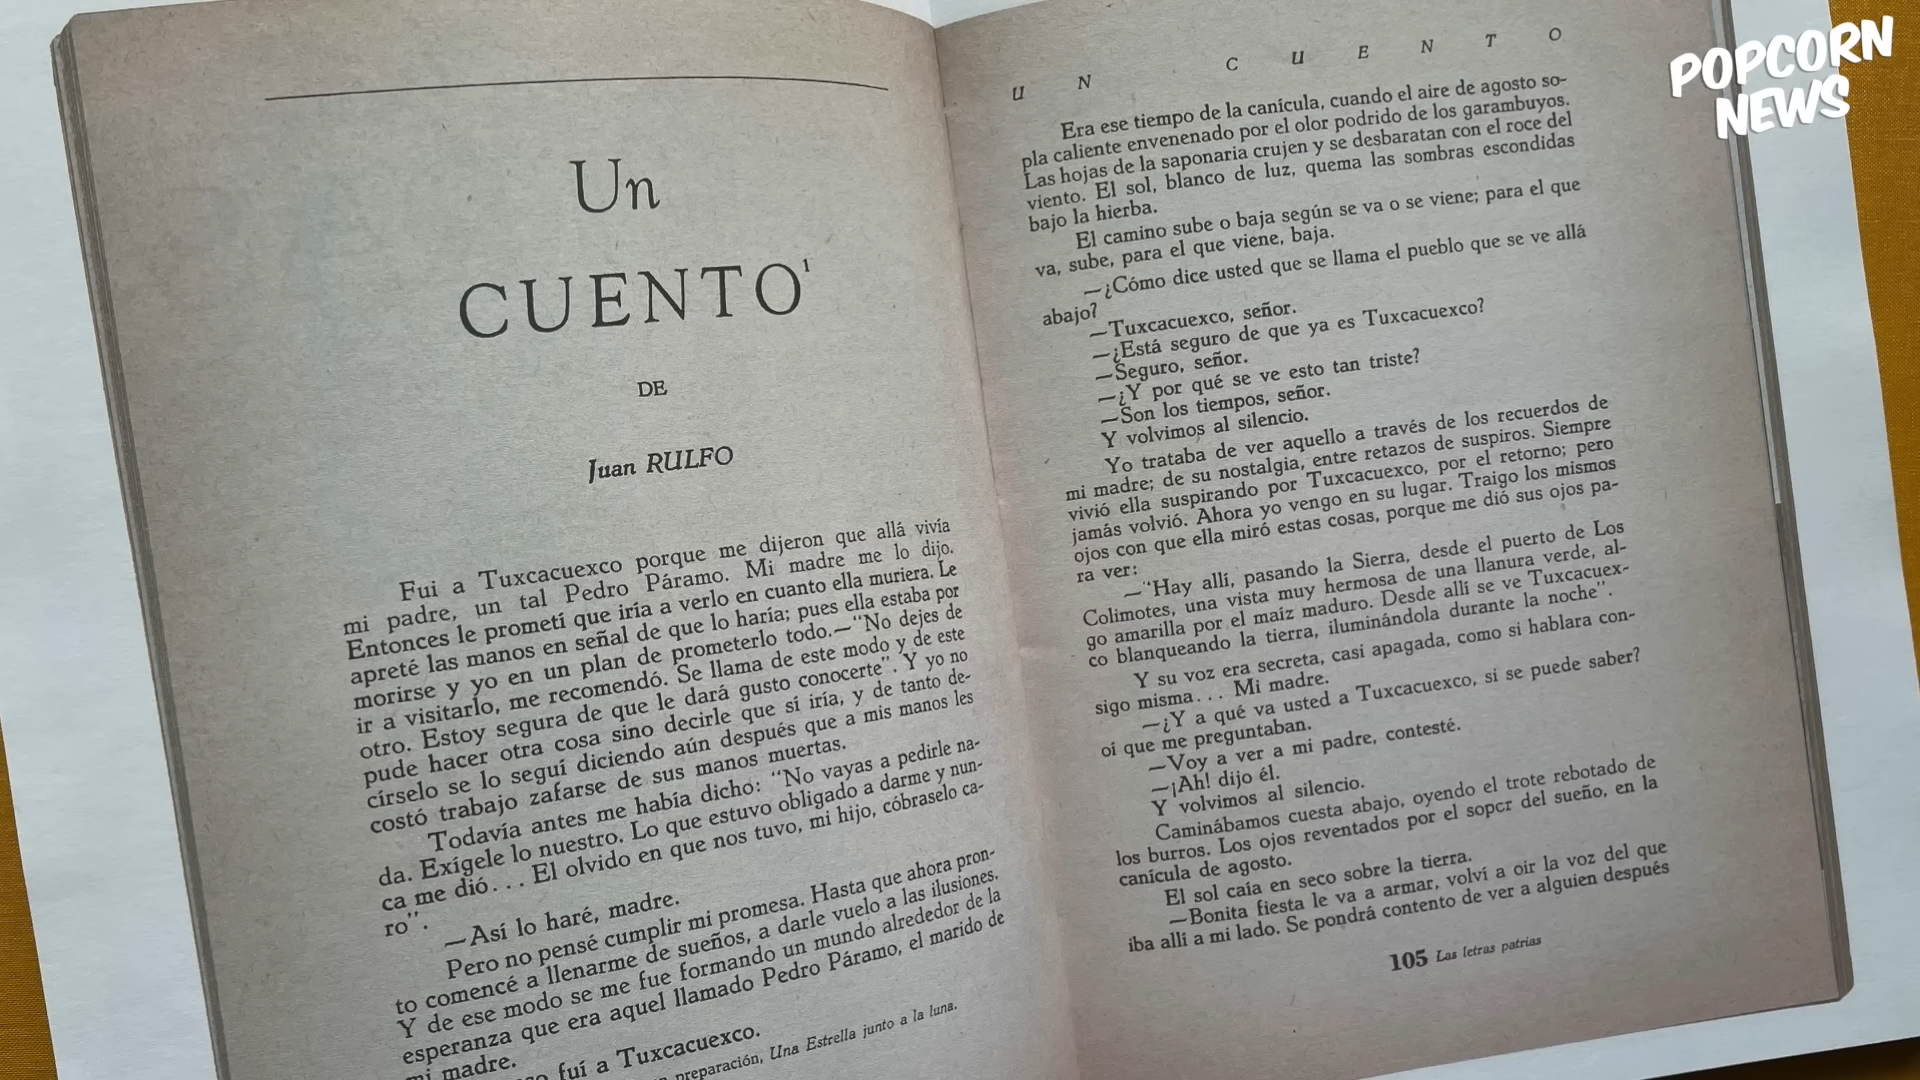 Un
CUENTO¹
DE
Juan RULFO
Fui a Tuxcacuexco porque me dijeron que allá vivía
mi padre, un tal Pedro Páramo. Mi madre me lo dijo.
Entonces le prometí que iría a verlo en cuanto ella muriera. Le
apreté las manos en señal de que lo haría; pues ella estaba por
morirse y yo en un plan de prometerlo todo.—"No dejes de
ir a visitarlo, me recomendó. Se llama de este modo y de este
otro. Estoy segura de que le dará gusto conocerte". Y yo no
pude hacer otra cosa sino decirle que sí iría, y de tanto de-
círselo se lo seguí diciendo aún después que a mis manos les
costó trabajo zafarse de sus manos muertas.
Todavía antes me había dicho: "No vayas a pedirle na-
da. Exígele lo nuestro. Lo que estuvo obligado a darme y nun-
ca me dió... El olvido en que nos tuvo, mi hijo, cóbraselo ca-
ro".
—Así lo haré, madre.
Pero no pensé cumplir mi promesa. Hasta que ahora pron-
to comencé a llenarme de sueños, a darle vuelo a las ilusiones.
Y de ese modo se me fue formando un mundo alrededor de la
esperanza que era aquel llamado Pedro Páramo, el marido de
mi madre.
fuí a Tuxcacuexco.
preparación, Una Estrella junto a la luna.
UN CUENTO
Era ese tiempo de la canícula, cuando el aire de agosto so-
pla caliente envenenado por el olor podrido de los garambuyos.
Las hojas de la saponaria crujen y se desbaratan con el roce del
viento. El sol, blanco de luz, quema las sombras escondidas
bajo la hierba.
El camino sube o baja según se va o se viene; para el que
va, sube, para el que viene, baja.
—¿Cómo dice usted que se llama el pueblo que se ve allá
abajo?
—Tuxcacuexco, señor.
—¿Está seguro de que ya es Tuxcacuexco?
—Seguro, señor.
—¿Y por qué se ve esto tan triste?
—Son los tiempos, señor.
Y volvimos al silencio.
Yo trataba de ver aquello a través de los recuerdos de
mi madre; de su nostalgia, entre retazos de suspiros. Siempre
vivió ella suspirando por Tuxcacuexco, por el retorno; pero
jamás volvió. Ahora yo vengo en su lugar. Traigo los mismos
ojos con que ella miró estas cosas, porque me dió sus ojos pa-
ra ver:
—"Hay allí, pasando la Sierra, desde el puerto de Los
Colimotes, una vista muy hermosa de una llanura verde, al-
go amarilla por el maíz maduro. Desde allí se ve Tuxcacuex-
co blanqueando la tierra, iluminándola durante la noche".
Y su voz era secreta, casi apagada, como si hablara con-
sigo misma... Mi madre.
—¿Y a qué va usted a Tuxcacuexco, si se puede saber?
oí que me preguntaban.
—Voy a ver a mi padre, contesté.
—¡Ah! dijo él.
Y volvimos al silencio.
Caminábamos cuesta abajo, oyendo el trote rebotado de
los burros. Los ojos reventados por el sopor del sueño, en la
canícula de agosto.
El sol caía en seco sobre la tierra.
—Bonita fiesta le va a armar, volví a oir la voz del que
iba allí a mi lado. Se pondrá contento de ver a alguien después
105 Las letras patrias
POPCORN
NEWS